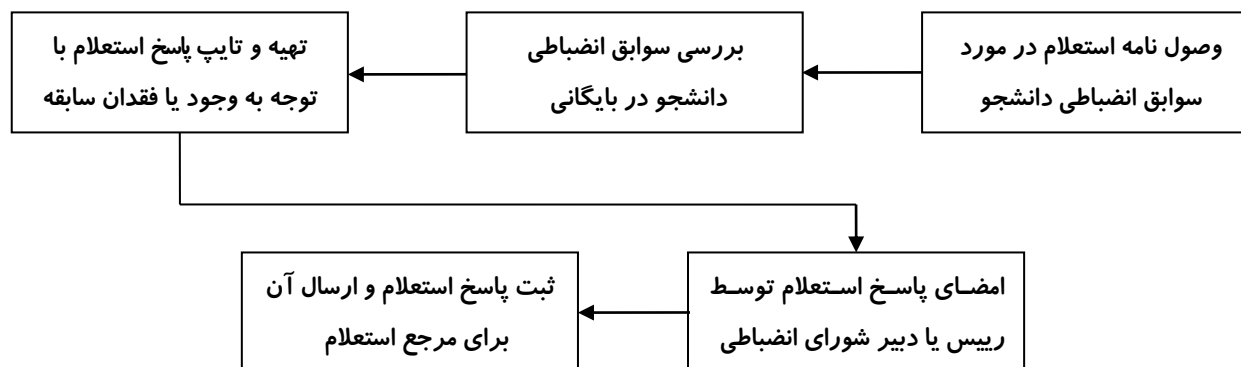 وصول نامه استعلام در مورد
سوابق انضباطی دانشجو
بررسی سوابق انضباطی
دانشجو در بایگانی
تهیه و تایپ پاسخ استعلام با
توجه به وجود یا فقدان سابقه
امضای پاسخ استعلام توسط
رییس یا دبیر شورای انضباطی
ثبت پاسخ استعلام و ارسال آن
برای مرجع استعلام